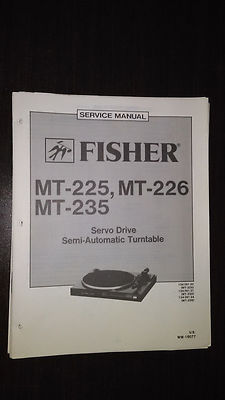 SERVICE MANUAL
FISHER
MT-225, MT-226
MT-235
Servo Drive
Semi-Automatic Turntable